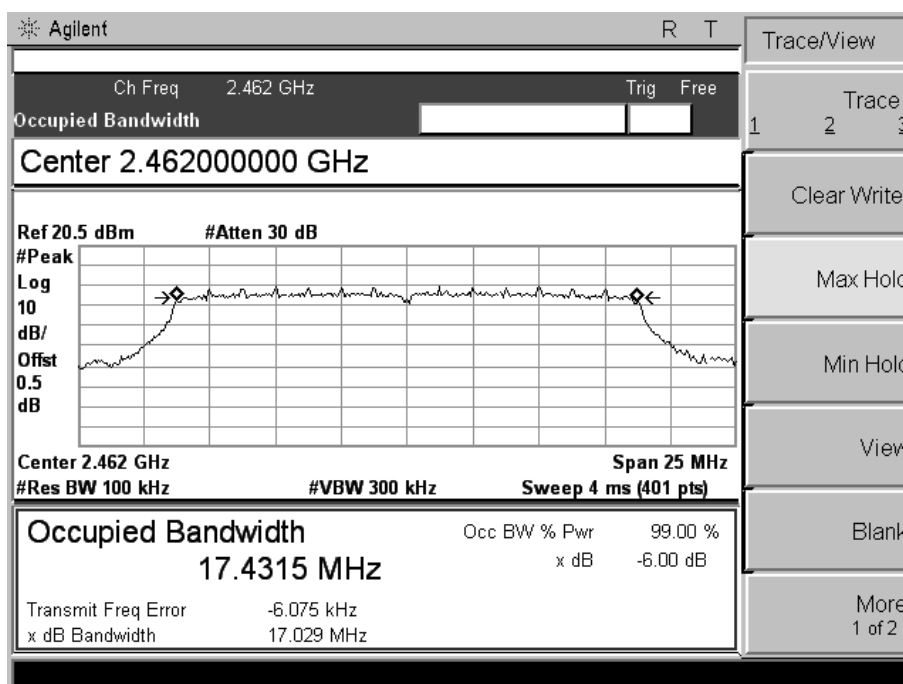 Agilent R T
Ch Freq 2.462 GHz Trig Free
Occupied Bandwidth
Center 2.462000000 GHz
Ref 20.5 dBm #Atten 30 dB
#Peak
Log
10
dB/
Offst
0.5
dB
Center 2.462 GHz Span 25 MHz
#Res BW 100 kHz #VBW 300 kHz Sweep 4 ms (401 pts)
Occupied Bandwidth
17.4315 MHz
Occ BW % Pwr 99.00 %
x dB -6.00 dB
Transmit Freq Error -6.075 kHz
x dB Bandwidth 17.029 MHz
Trace/View
Trace
1 2 3
Clear Write
Max Hold
Min Hold
View
Blank
More
1 of 2